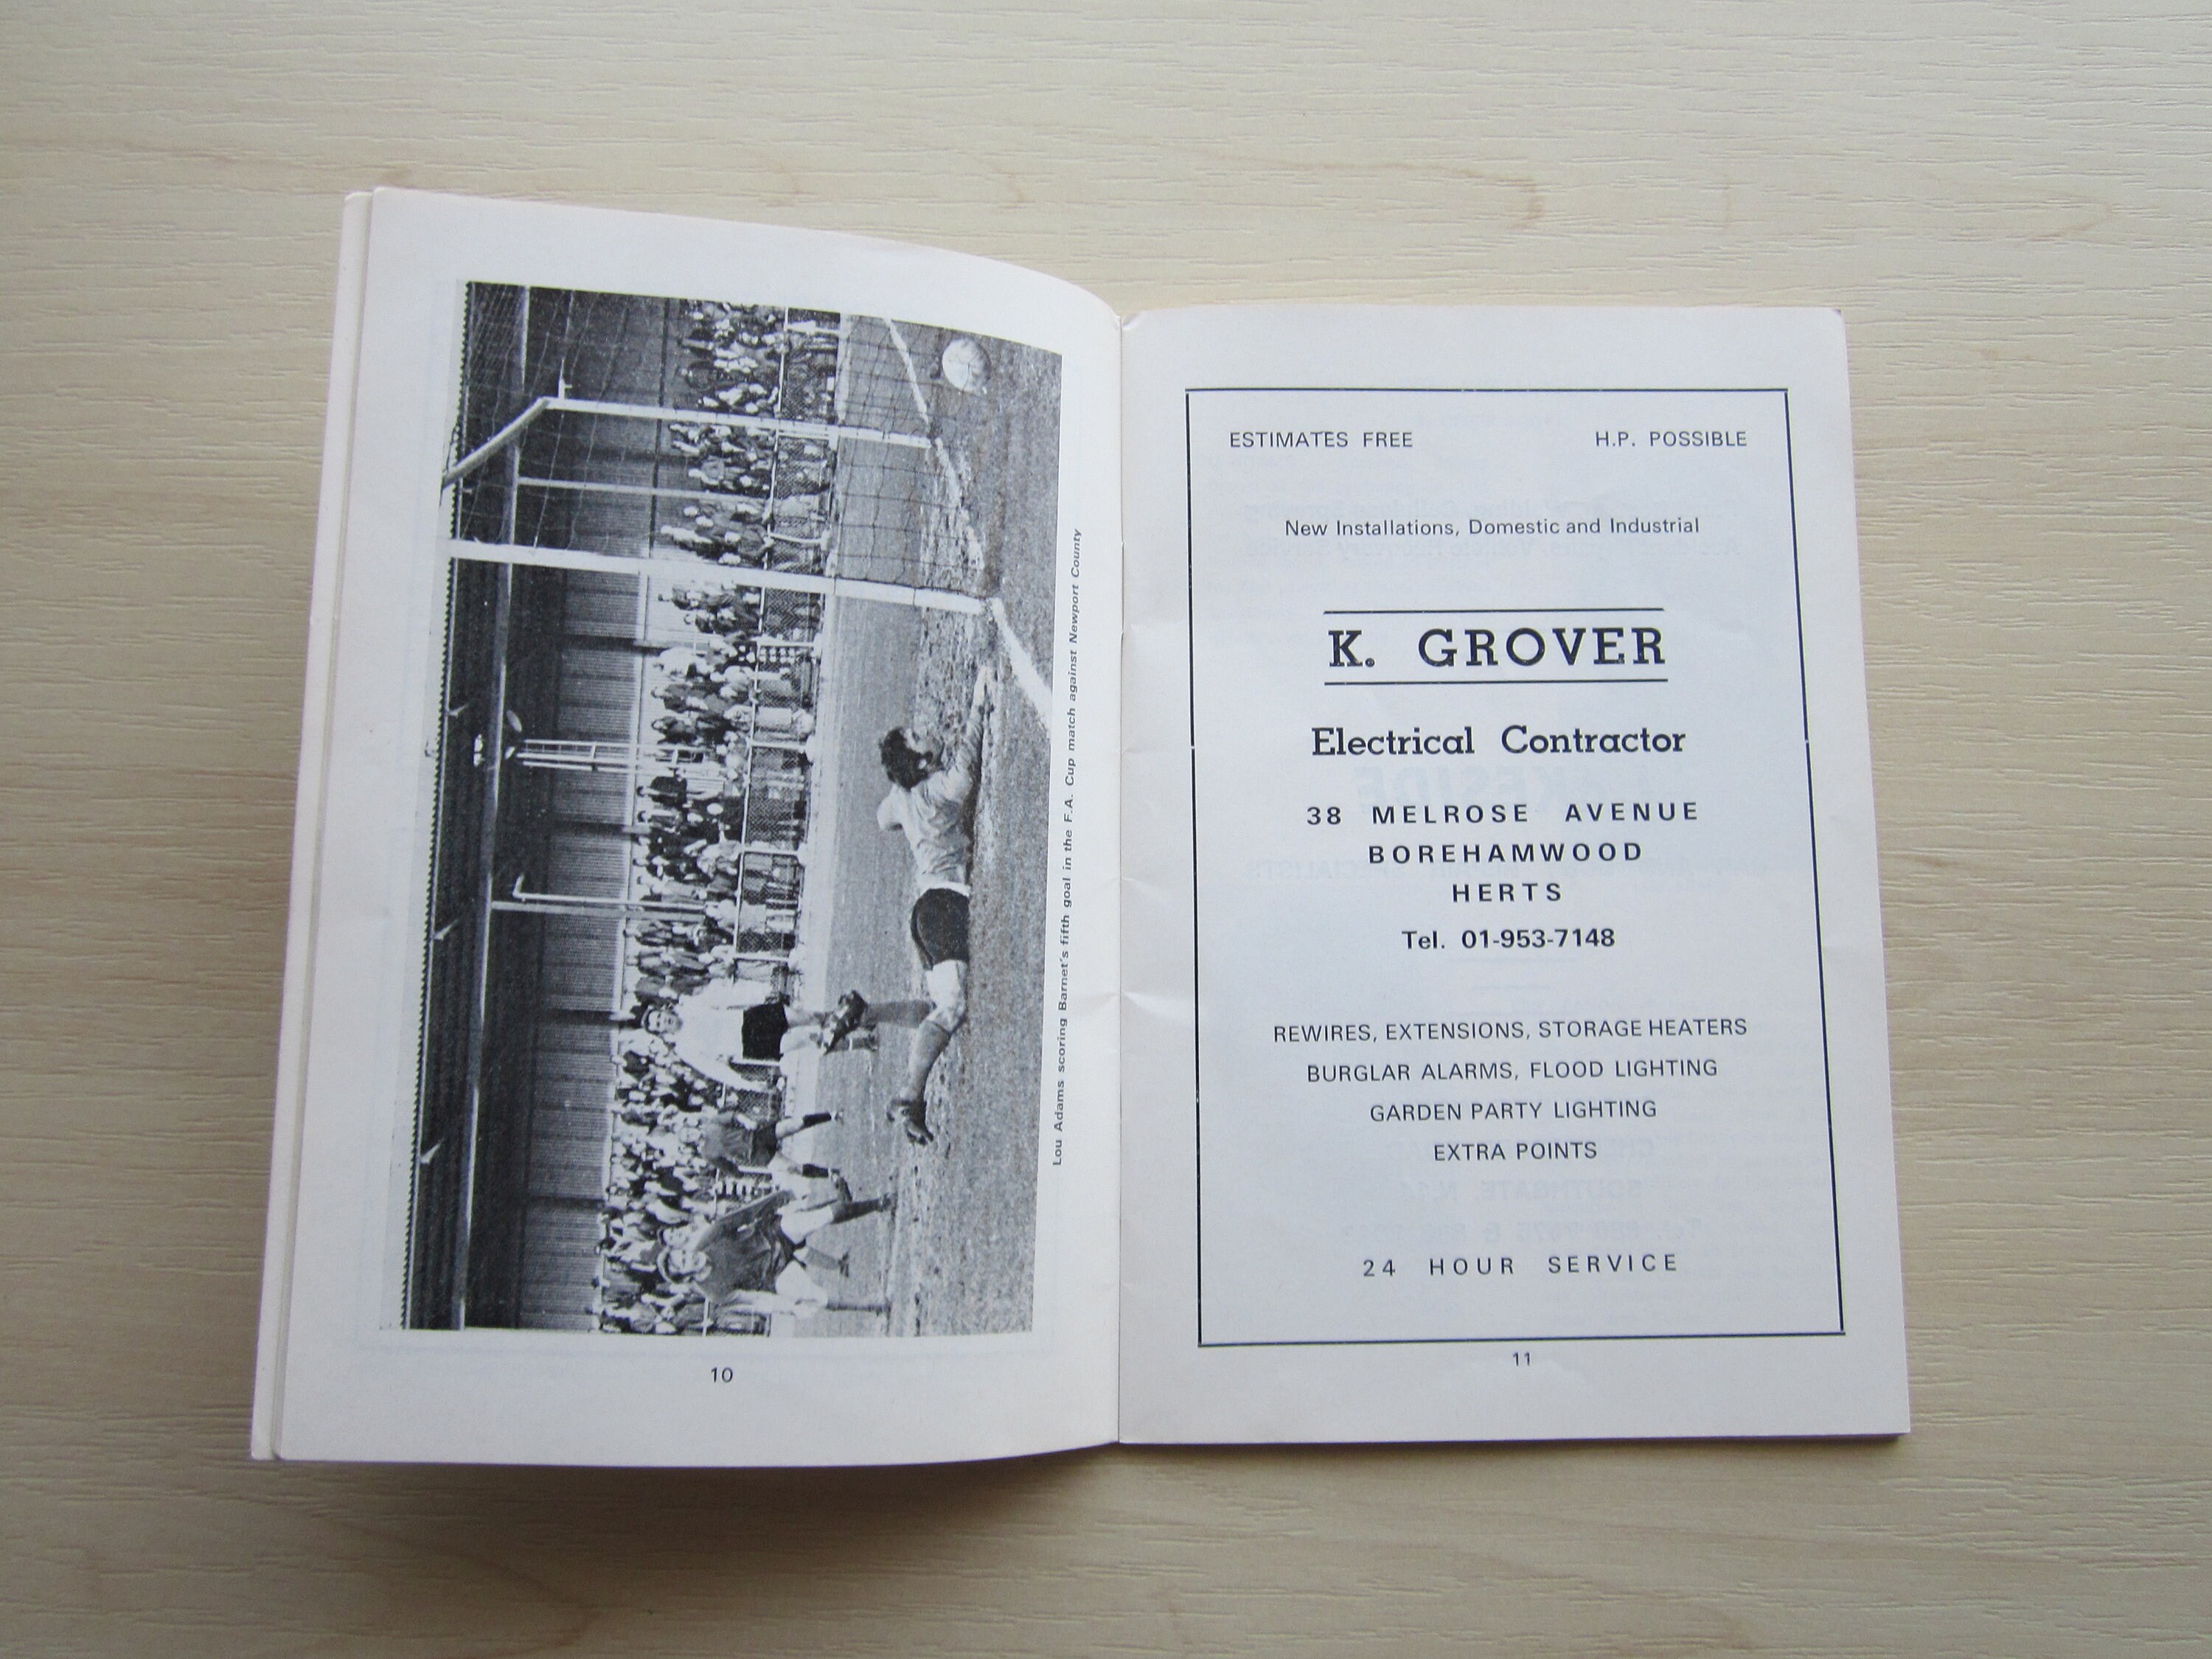 Lou Adams scoring Barnet's fifth goal in the F.A. Cup match against Newport County
10
ESTIMATES FREE H.P. POSSIBLE
New Installations, Domestic and Industrial
K. GROVER
Electrical Contractor
38 MELROSE AVENUE
BOREHAMWOOD
HERTS
Tel. 01-953-7148
REWIRES, EXTENSIONS, STORAGE HEATERS
BURGLAR ALARMS, FLOOD LIGHTING
GARDEN PARTY LIGHTING
EXTRA POINTS
24 HOUR SERVICE
11